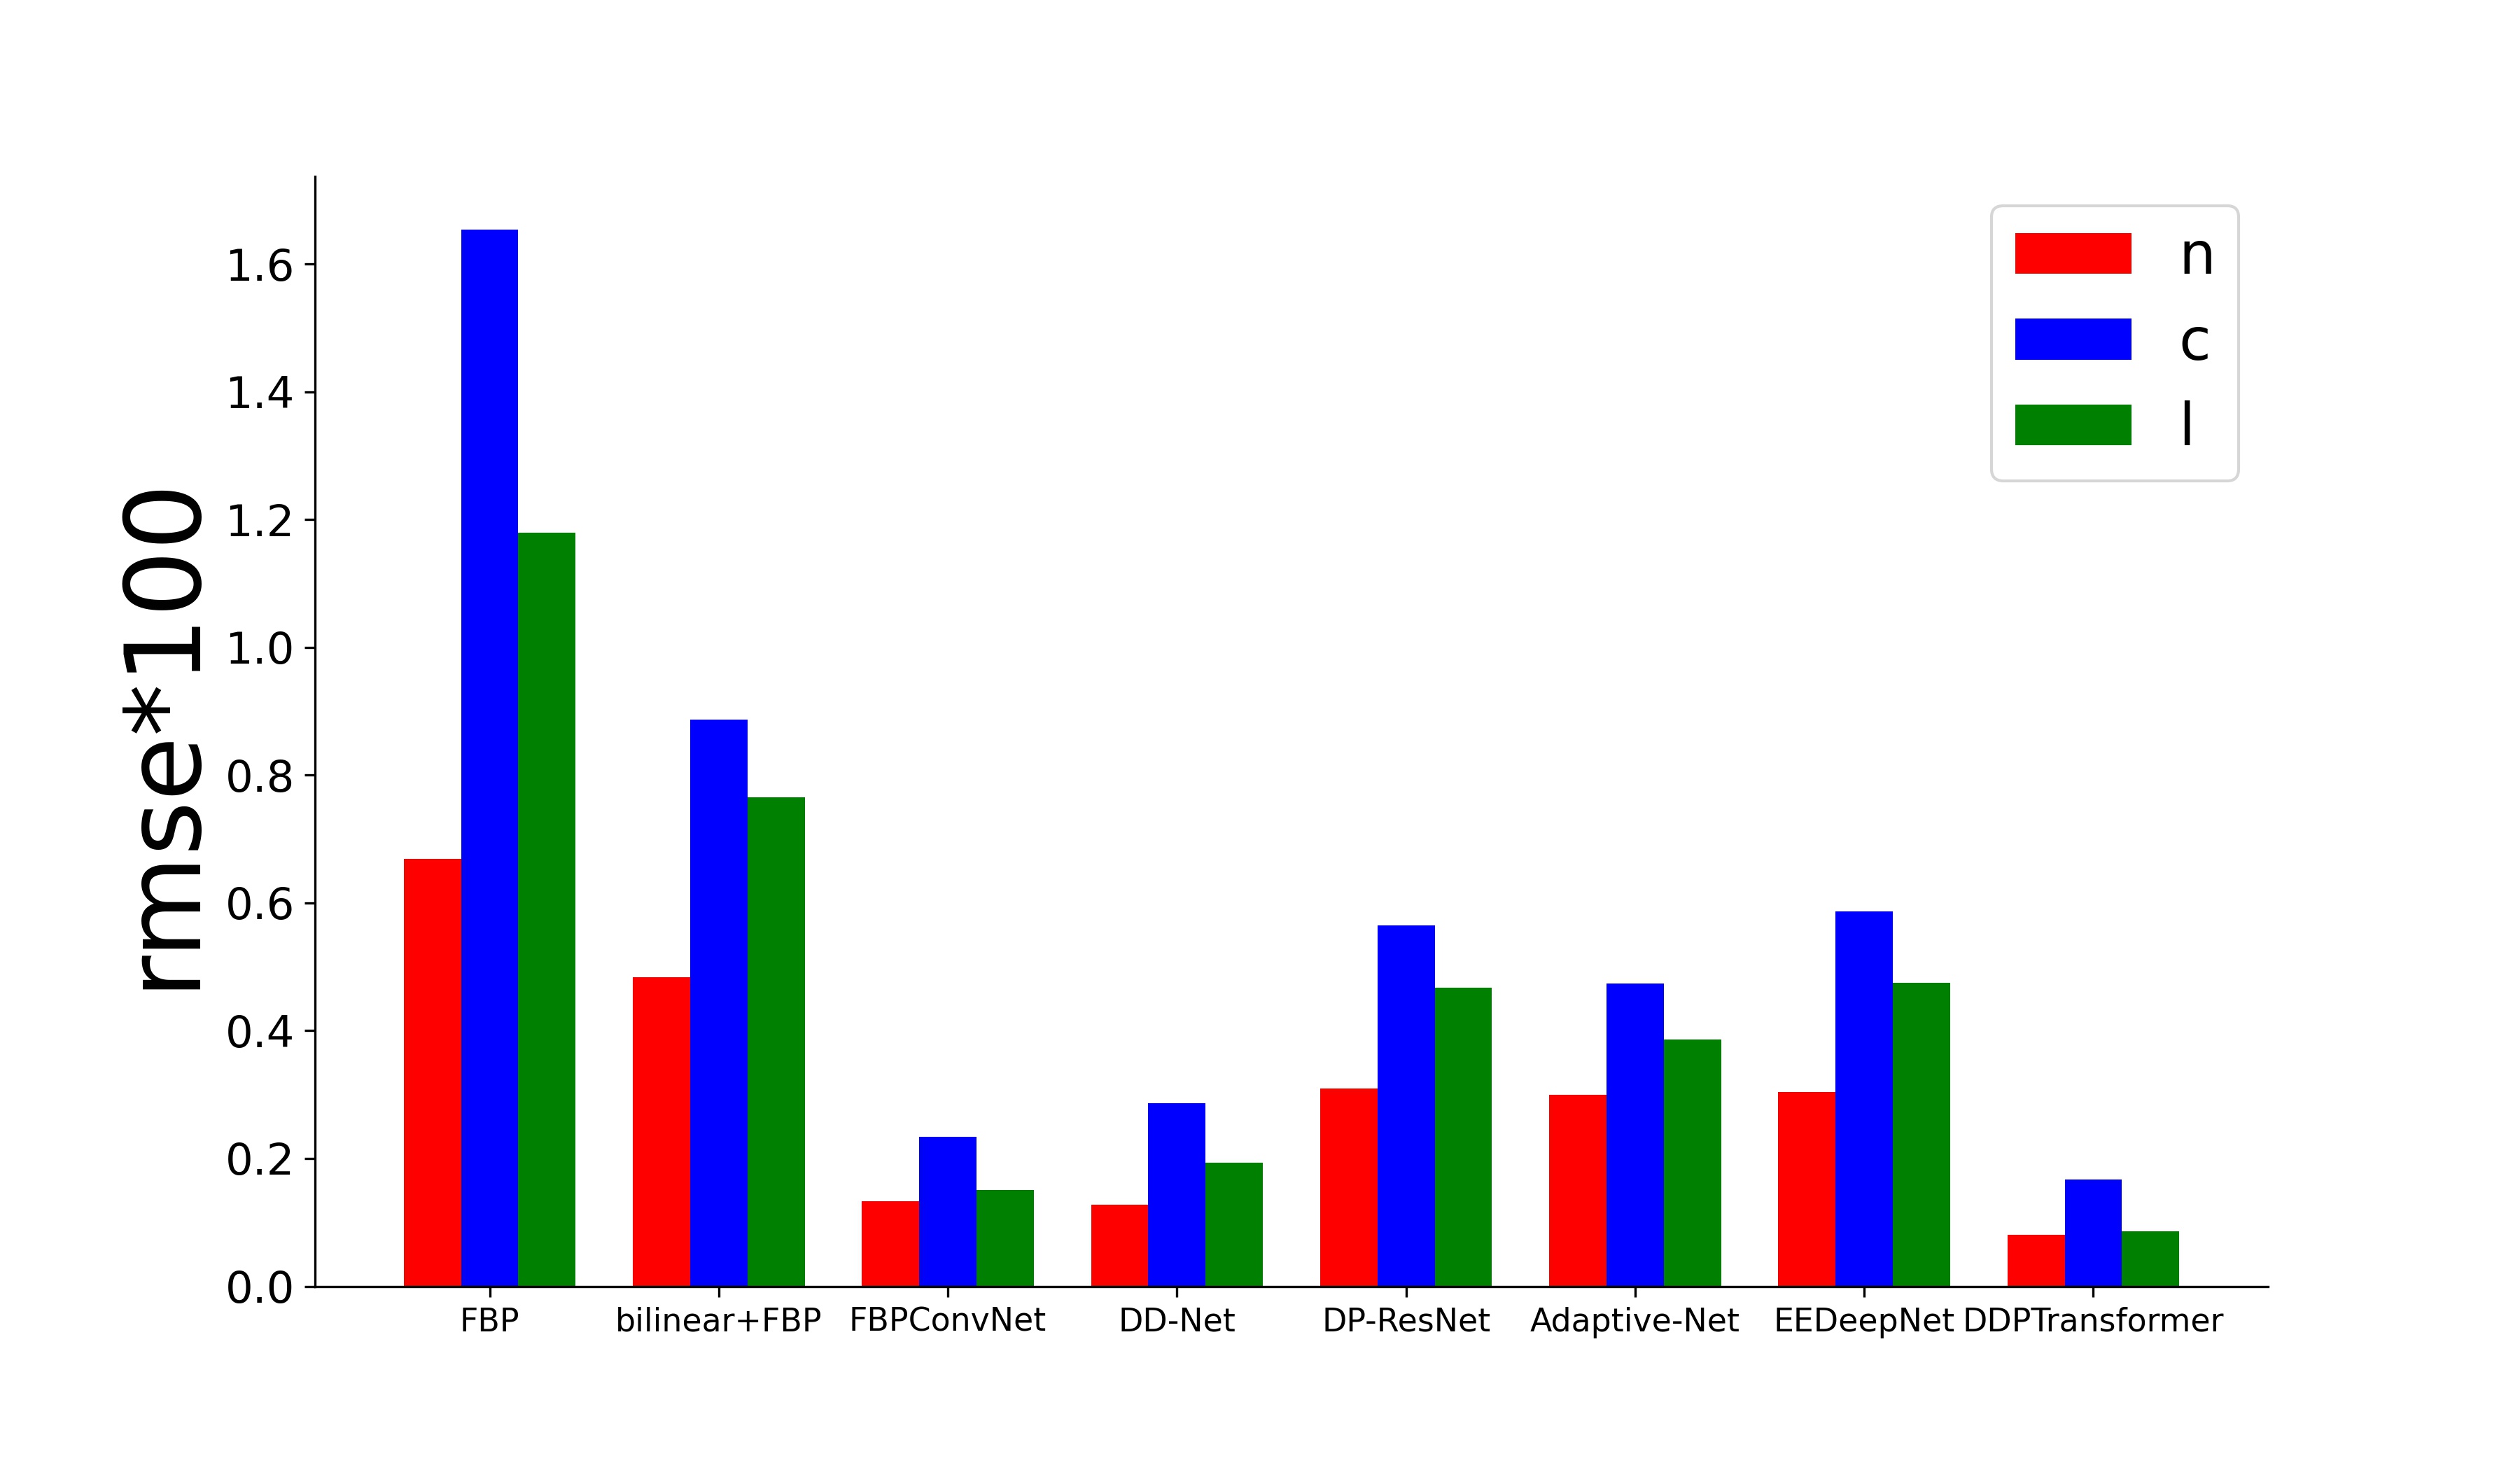 rmse*100
1.6
1.4
1.2
1.0
0.8
0.6
0.4
0.2
0.0
n
c
l
FBP bilinear+FBP FBPConvNet DD-Net DP-ResNet Adaptive-Net EEDeepNet DDPTransformer